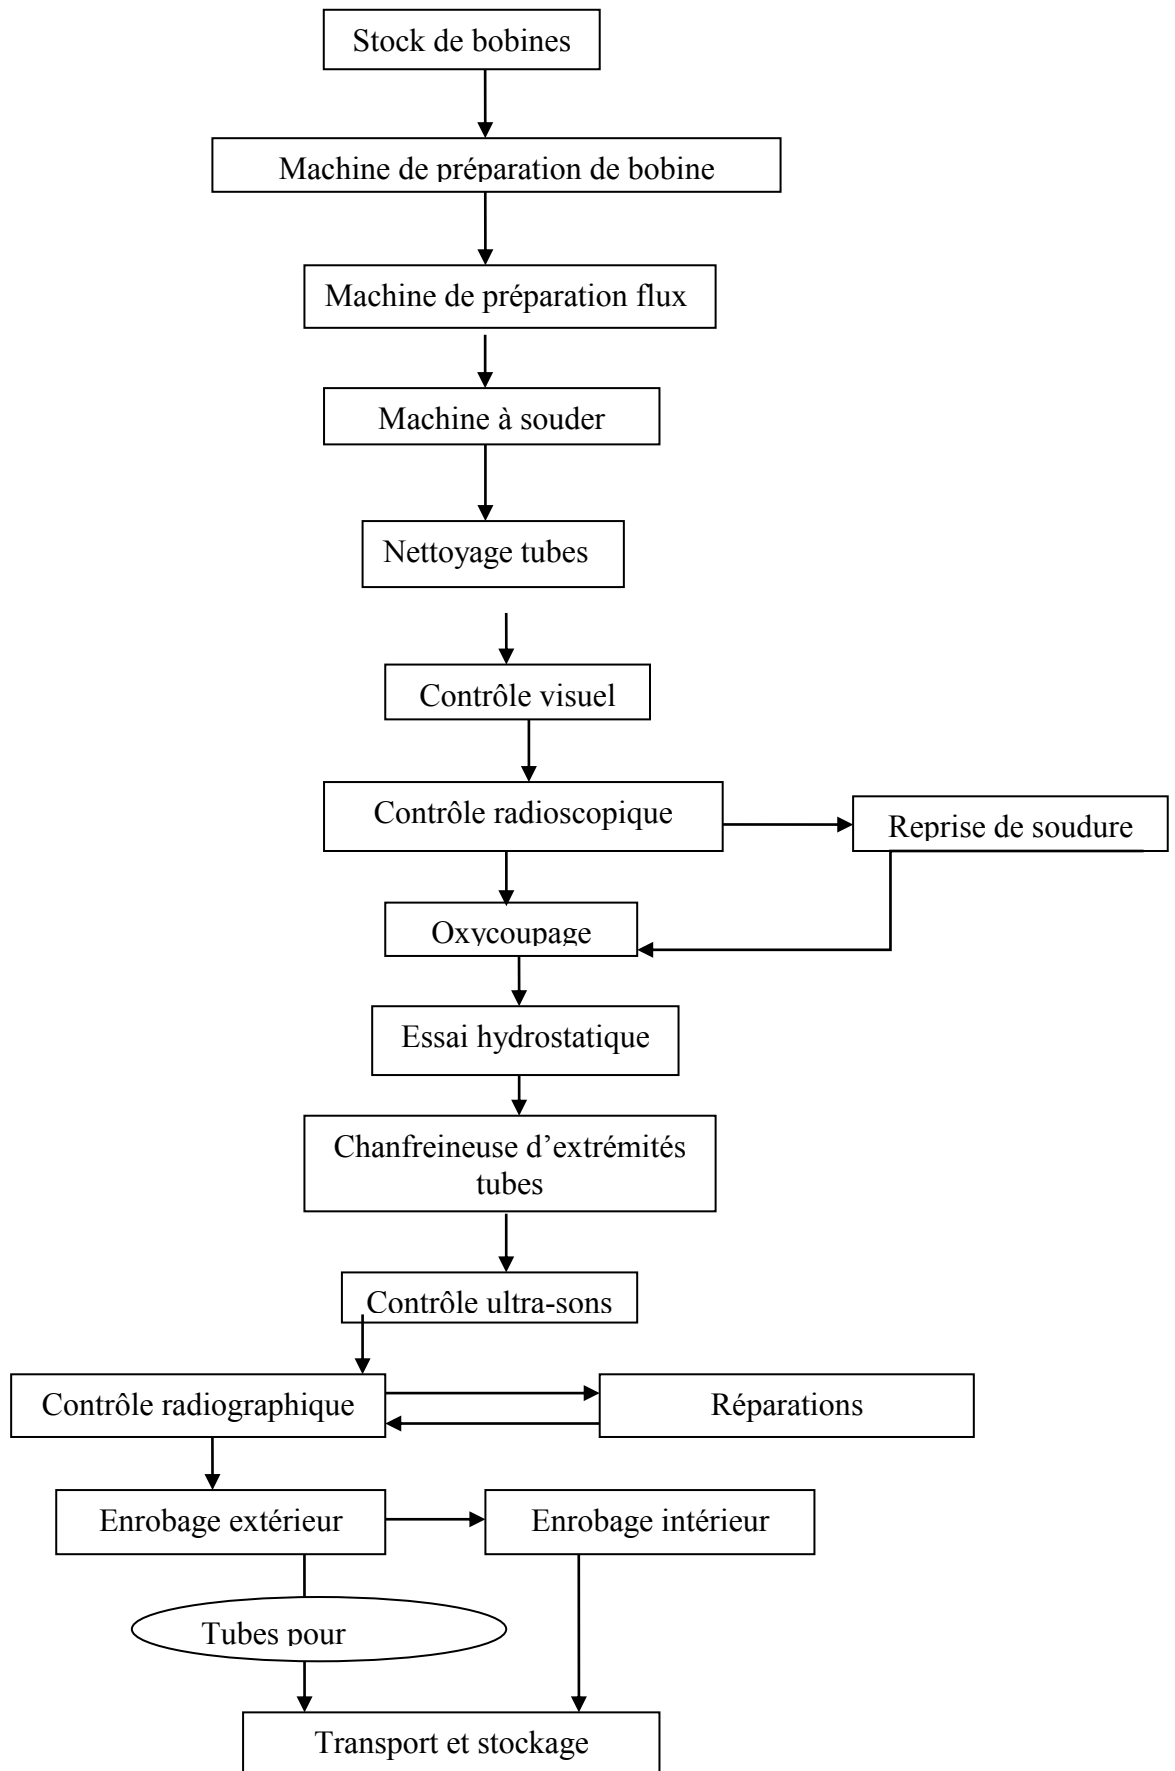 Stock de bobines
Machine de préparation de bobine
Machine de préparation flux
Machine à souder
Nettoyage tubes
Contrôle visuel
Contrôle radioscopique
Reprise de soudure
Oxycoupage
Essai hydrostatique
Chanfreineuse d’extrémités
tubes
Contrôle ultra-sons
Contrôle radiographique
Réparations
Enrobage extérieur
Enrobage intérieur
Tubes pour
Transport et stockage